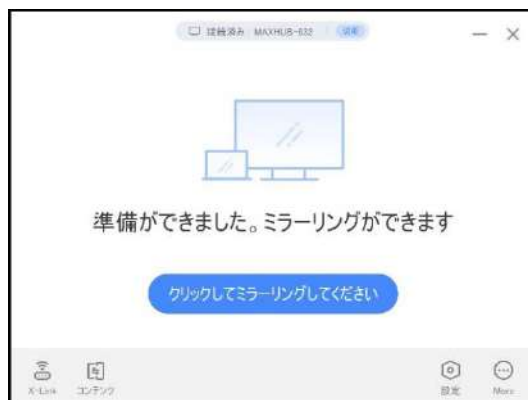 接続済み MAXHUB-632 切断
準備ができました。ミラーリングができます
クリックしてミラーリングしてください
X-Link コンテンツ 設定 More